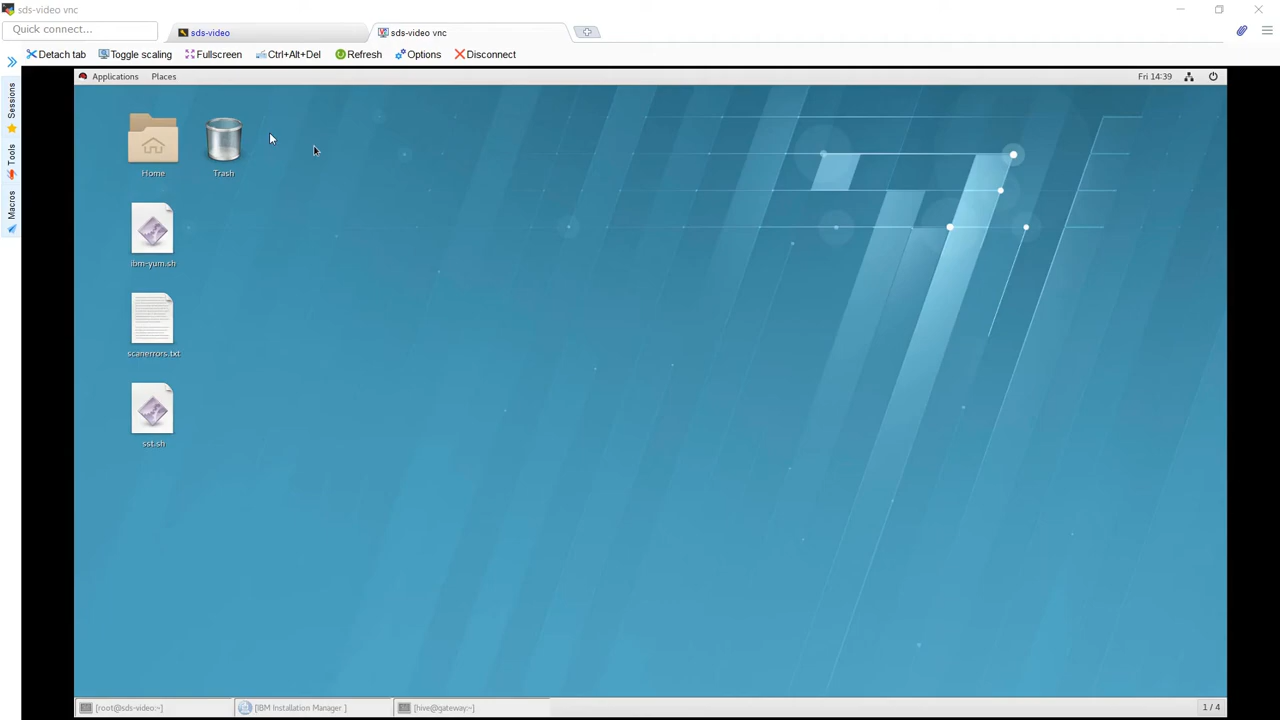 sds-video vnc
Quick connect...
sds-video
sds-video vnc
Detach tab Toggle scaling Fullscreen Ctrl+Alt+Del Refresh Options Disconnect
Sessions
Tools
Macros
Applications Places Fri 14:39
Home
Trash
ibm-yum.sh
scanerrors.txt
sst.sh
[root@sds-video:~] [IBM Installation Manager ] [hive@gateway:~] 1 / 4